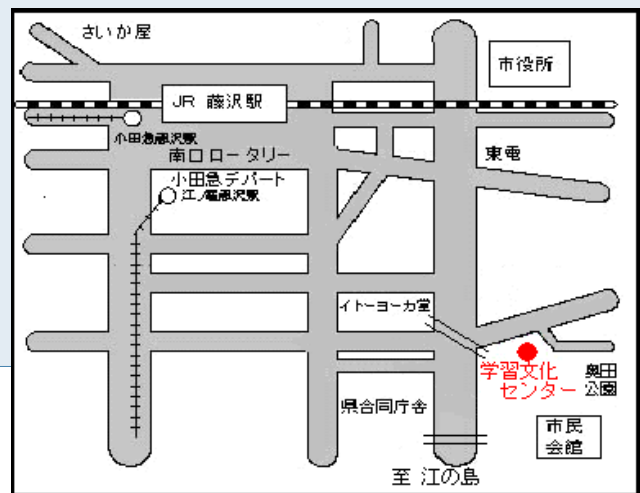 さいか屋
市役所
JR 藤沢駅
小田急藤沢駅
南口ロータリー
東電
小田急デパート
江ノ電藤沢駅
イトーヨーカ堂
学習文化
センター
奥田
公園
県合同庁舎
市民
会館
至 江の島